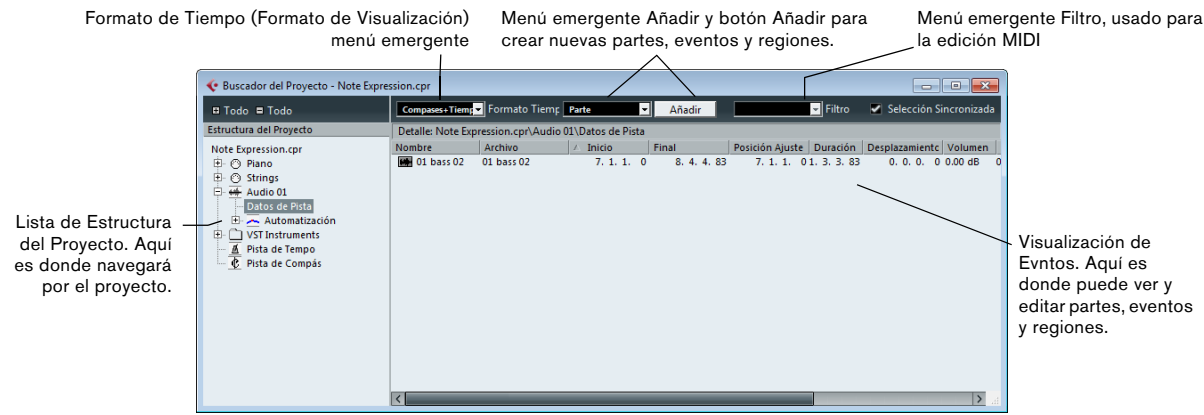 Formato de Tiempo (Formato de Visualización)
menú emergente
Menú emergente Añadir y botón Añadir para
crear nuevas partes, eventos y regiones.
Menú emergente Filtro, usado para
la edición MIDI
Buscador del Proyecto - Note Expression.cpr
Todo Todo
Compases+Tiemp Formato Tiemp Parte Añadir Filtro Selección Sincronizada
Estructura del Proyecto
Detalle: Note Expression.cpr\Audio 01\Datos de Pista
Nombre Archivo Inicio Final Posición Ajuste Duración Desplazamientc Volumen
01 bass 02 01 bass 02 7. 1. 1. 0 8. 4. 4. 83 7. 1. 1. 0 1. 3. 3. 83 0. 0. 0. 0 0.00 dB 0
Note Expression.cpr
Piano
Strings
Audio 01
Datos de Pista
Automatización
VST Instruments
Pista de Tempo
Pista de Compás
Lista de Estructura
del Proyecto. Aquí
es donde navegará
por el proyecto.
Visualización de
Evntos. Aquí es
donde puede ver y
editar partes, eventos
y regiones.